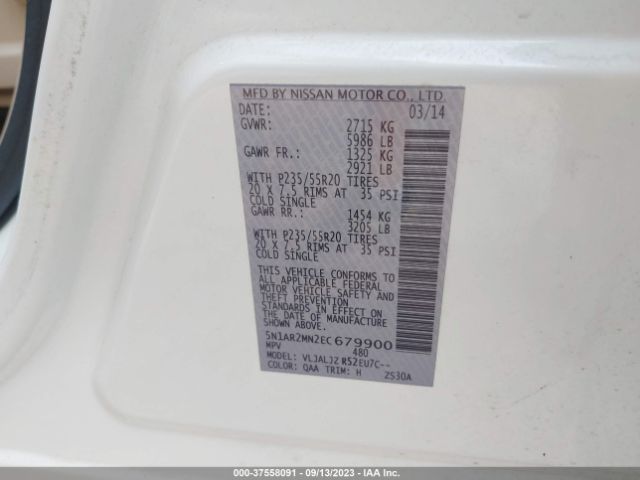 MFD BY NISSAN MOTOR CO., LTD.
DATE: 03/14
GVWR: 2715 KG
5986 LB
GAWR FR.: 1325 KG
2921 LB
WITH P235/55R20 TIRES
20 X 7.5 RIMS AT 35 PSI
COLD SINGLE
GAWR RR.: 1454 KG
3205 LB
WITH P235/55R20 TIRES
20 X 7.5 RIMS AT 35 PSI
COLD SINGLE
THIS VEHICLE CONFORMS TO
ALL APPLICABLE FEDERAL
MOTOR VEHICLE SAFETY AND
THEFT PREVENTION
STANDARDS IN EFFECT ON
THE DATE OF MANUFACTURE
SHOWN ABOVE.
5N1AR2MN2EC679900
MPV 480
MODEL: VLJALJZ R52EU7C--
COLOR: QAA TRIM: H ZS30A
000-37558091 - 09/13/2023 - IAA Inc.